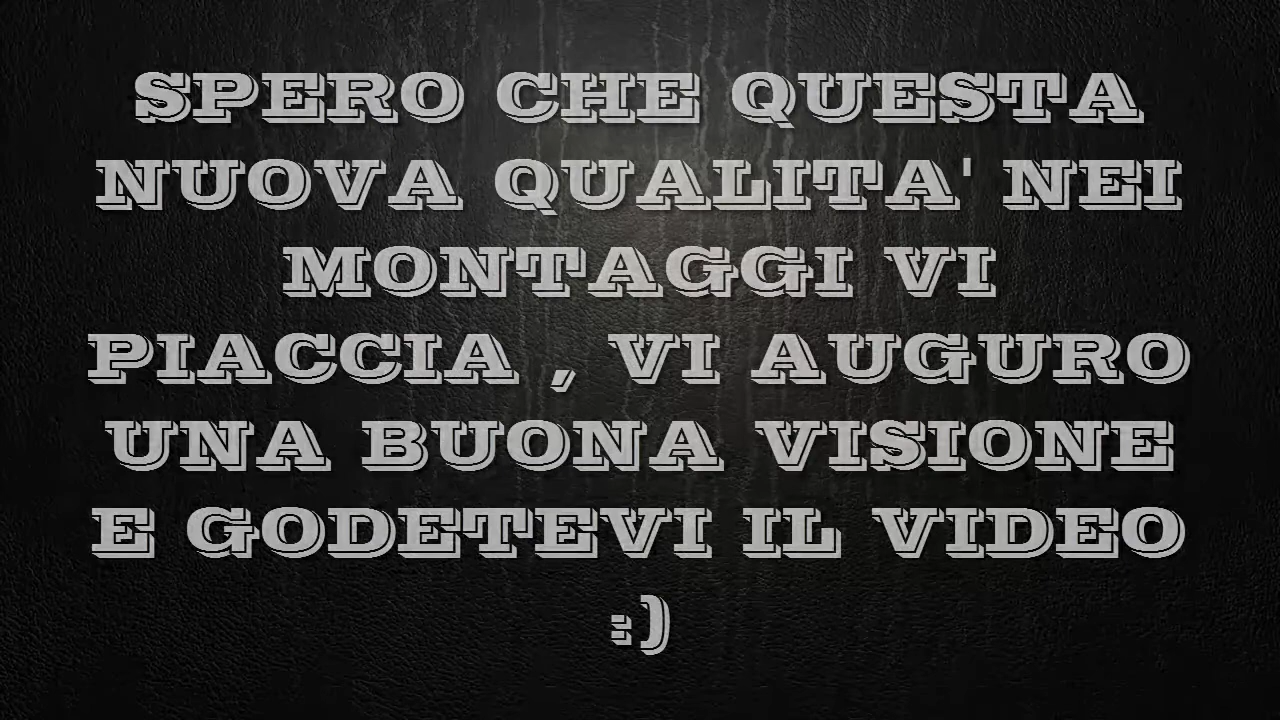 SPERO CHE QUESTA
NUOVA QUALITA' NEI
MONTAGGI VI
PIACCIA , VI AUGURO
UNA BUONA VISIONE
E GODETEVI IL VIDEO
:)